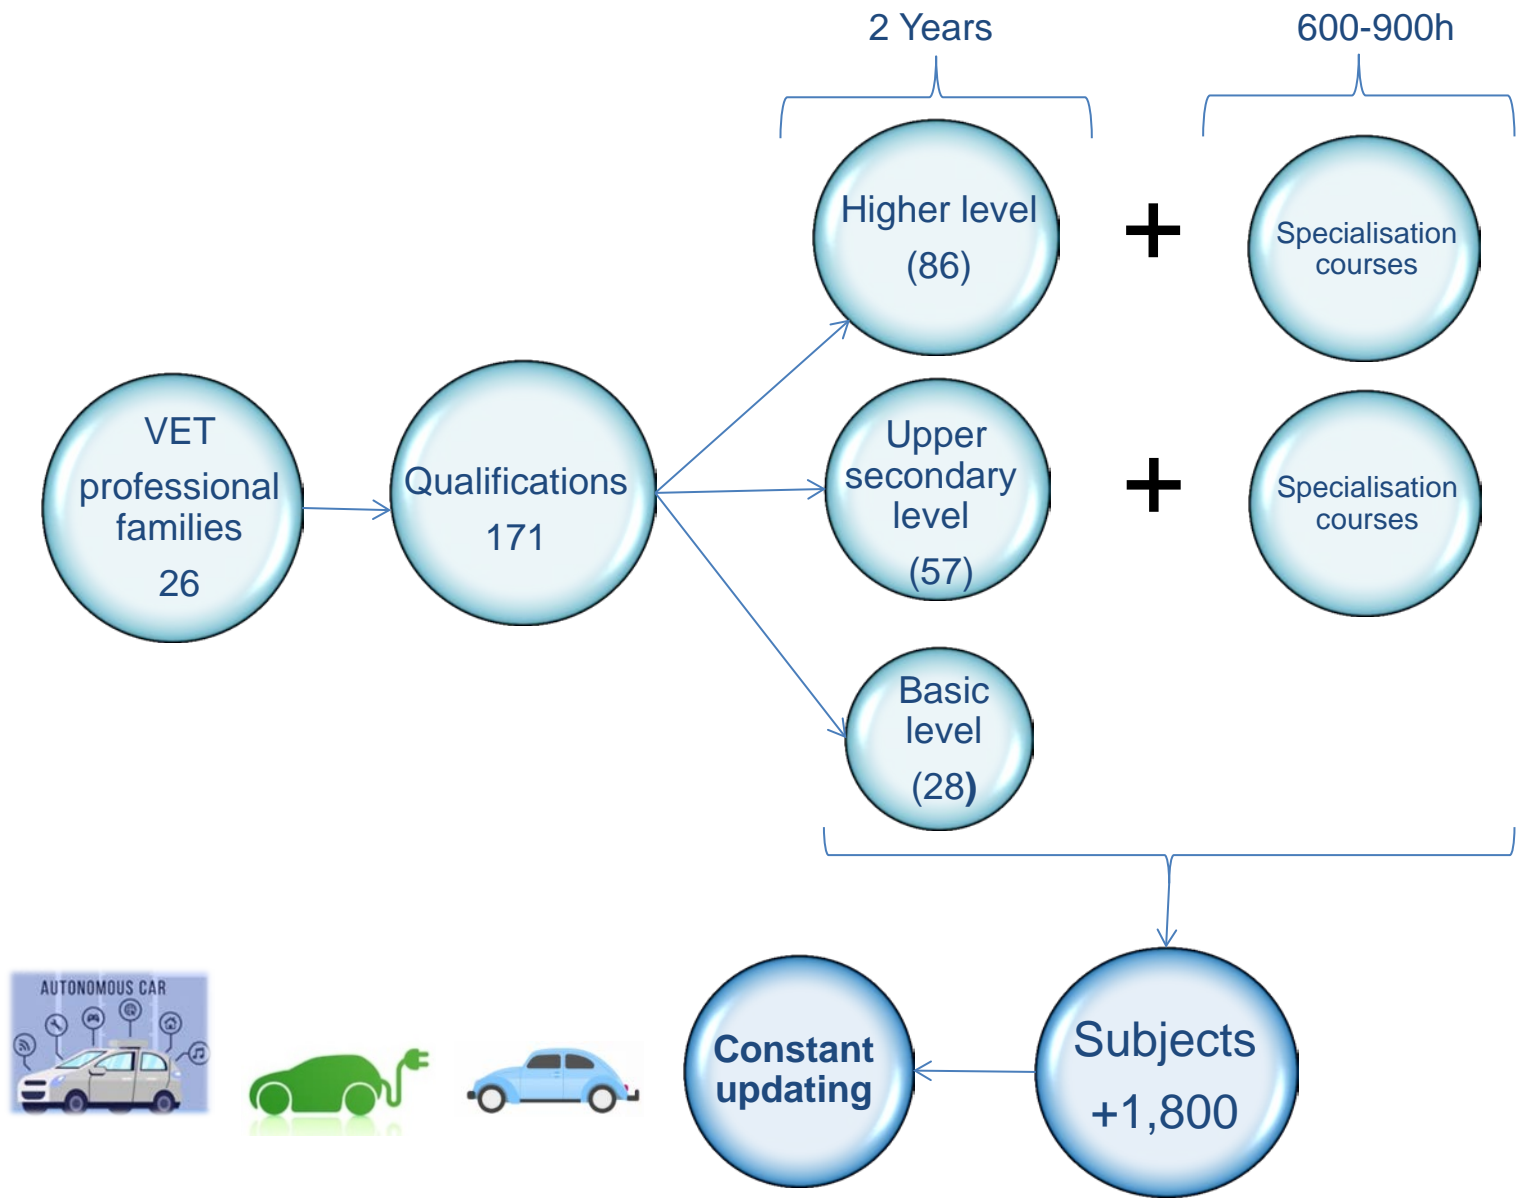 2 Years
600-900h
Higher level
(86)
+
Specialisation
courses
VET
professional
families
26
Qualifications
171
Upper
secondary
level
(57)
+
Specialisation
courses
Basic
level
(28)
AUTONOMOUS CAR
Constant
updating
Subjects
+1,800